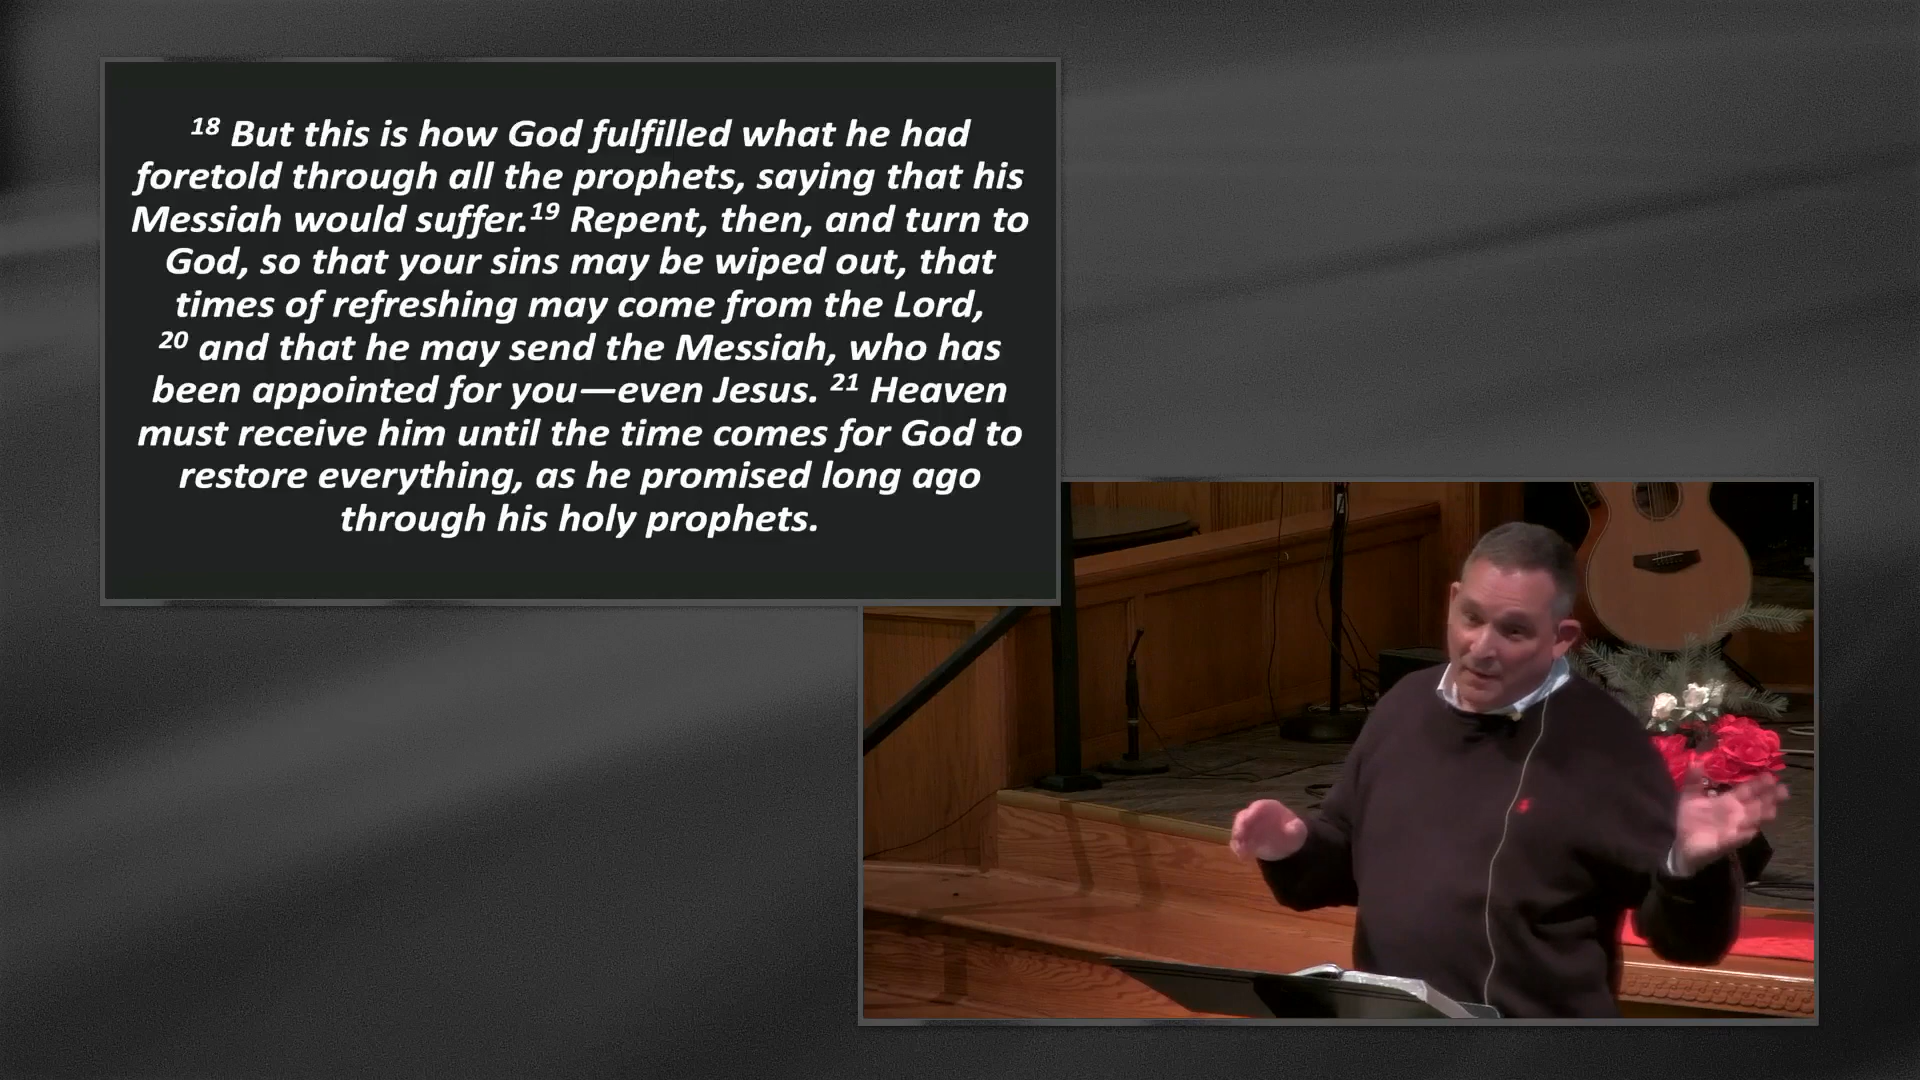 18 But this is how God fulfilled what he had
foretold through all the prophets, saying that his
Messiah would suffer.19 Repent, then, and turn to
God, so that your sins may be wiped out, that
times of refreshing may come from the Lord,
20 and that he may send the Messiah, who has
been appointed for you—even Jesus. 21 Heaven
must receive him until the time comes for God to
restore everything, as he promised long ago
through his holy prophets.